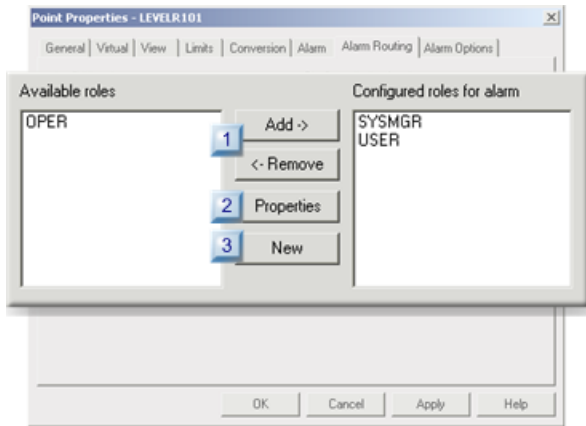 Point Properties - LEVELR101
General Virtual View Limits Conversion Alarm Alarm Routing Alarm Options
Available roles
Configured roles for alarm
OPER
SYSMGR
USER
1
Add ->
<- Remove
2
Properties
3
New
OK Cancel Apply Help